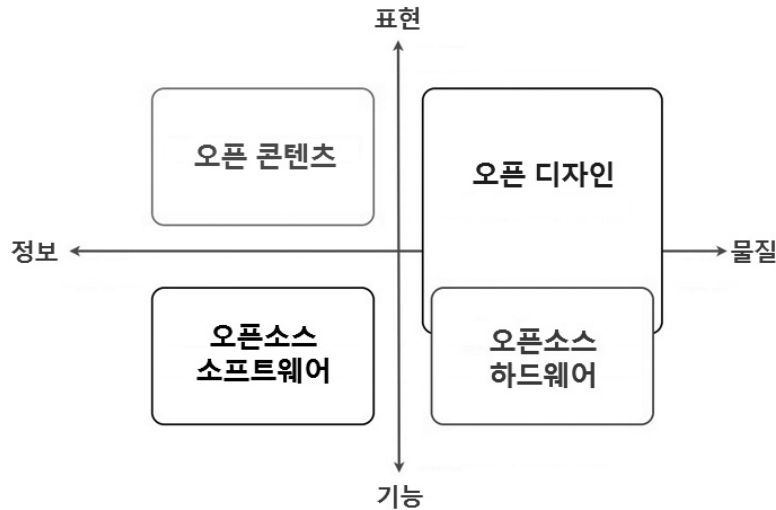 표현
오픈 콘텐츠
오픈 디자인
정보
물질
오픈소스
소프트웨어
오픈소스
하드웨어
기능